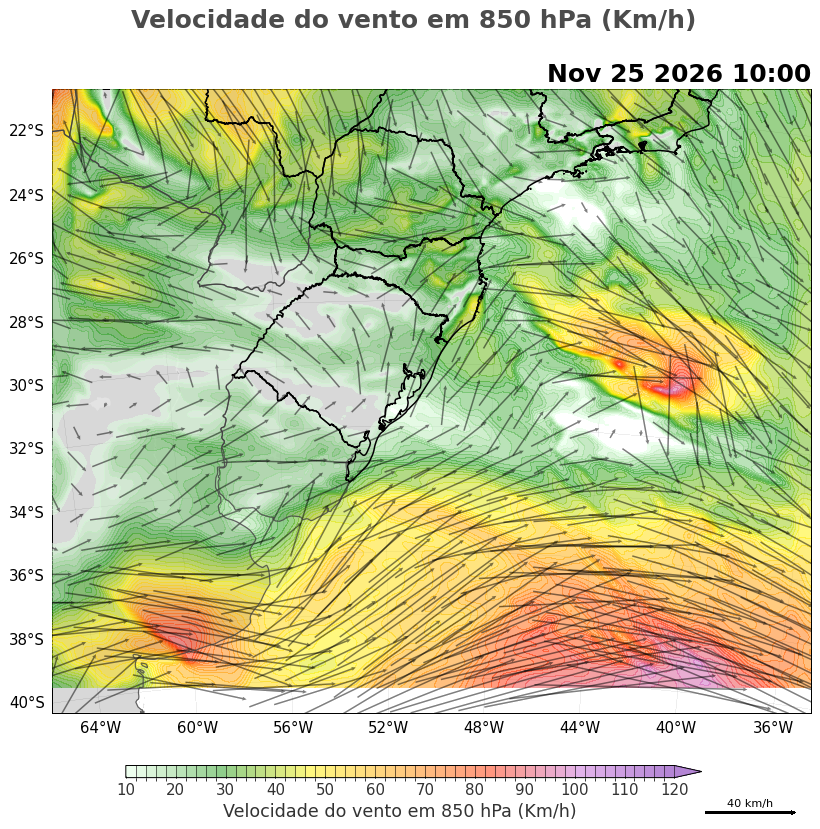 Velocidade do vento em 850 hPa (Km/h)
Nov 25 2026 10:00
22°S
24°S
26°S
28°S
30°S
32°S
34°S
36°S
38°S
40°S
64°W 60°W 56°W 52°W 48°W 44°W 40°W 36°W
10 20 30 40 50 60 70 80 90 100 110 120
Velocidade do vento em 850 hPa (Km/h)
40 km/h